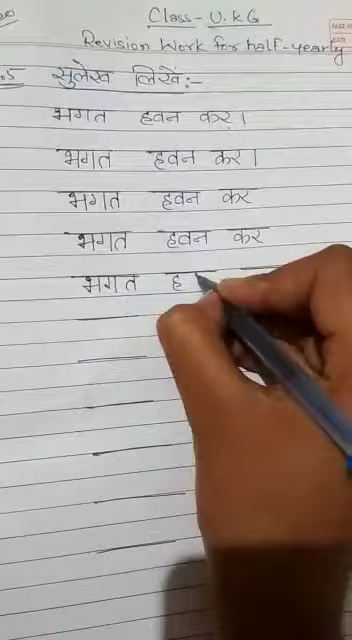 Class - U.K.G
Revision Work for half-yearly
.5 सुलेख लिखें:-
भगत हवन कर।
भगत हवन कर।
भगत हवन कर
भगत हवन कर
भगत ह